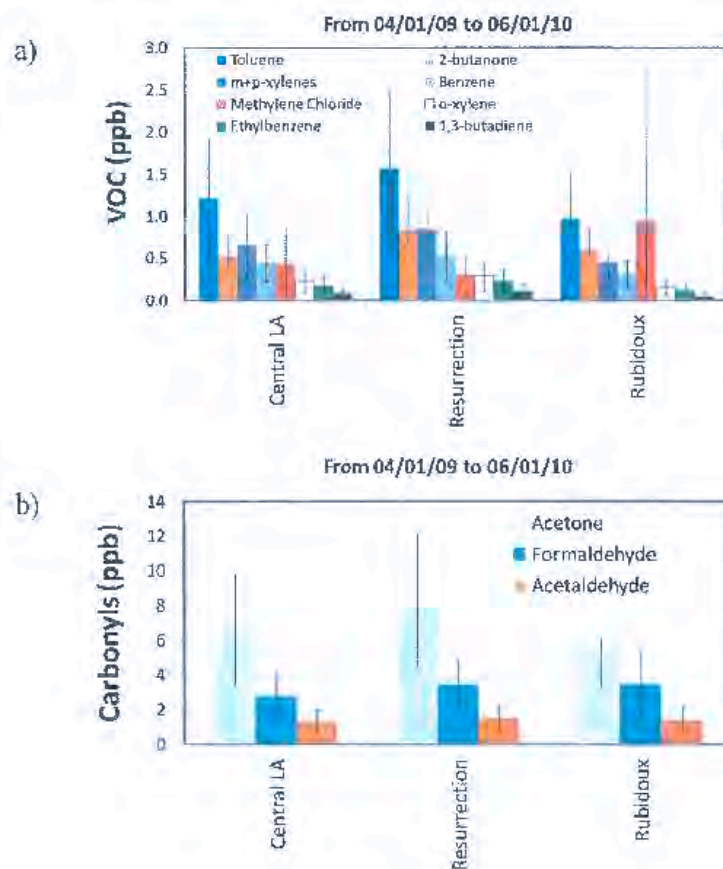 a)
From 04/01/09 to 06/01/10
VOC (ppb)
3.0
2.5
2.0
1.5
1.0
0.5
0.0
Toluene
2-butanone
m+p-xylenes
Benzene
Methylene Chloride
o-xylene
Ethylbenzene
1,3-butadiene
Central LA
Resurrection
Rubidoux
b)
From 04/01/09 to 06/01/10
Carbonyls (ppb)
14
12
10
8
6
4
2
0
Acetone
Formaldehyde
Acetaldehyde
Central LA
Resurrection
Rubidoux